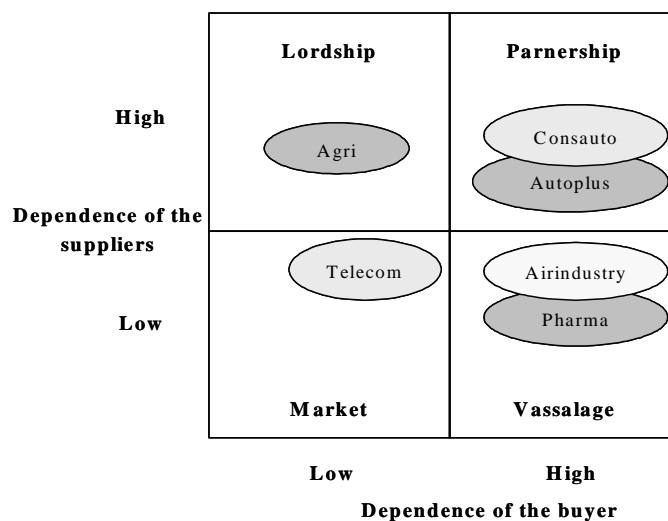 Lordship
Parnership
High
Consauto
Agri
Autoplus
Dependence of the
suppliers
Telecom
Airindustry
Low
Pharma
Market
Vassalage
Low
High
Dependence of the buyer